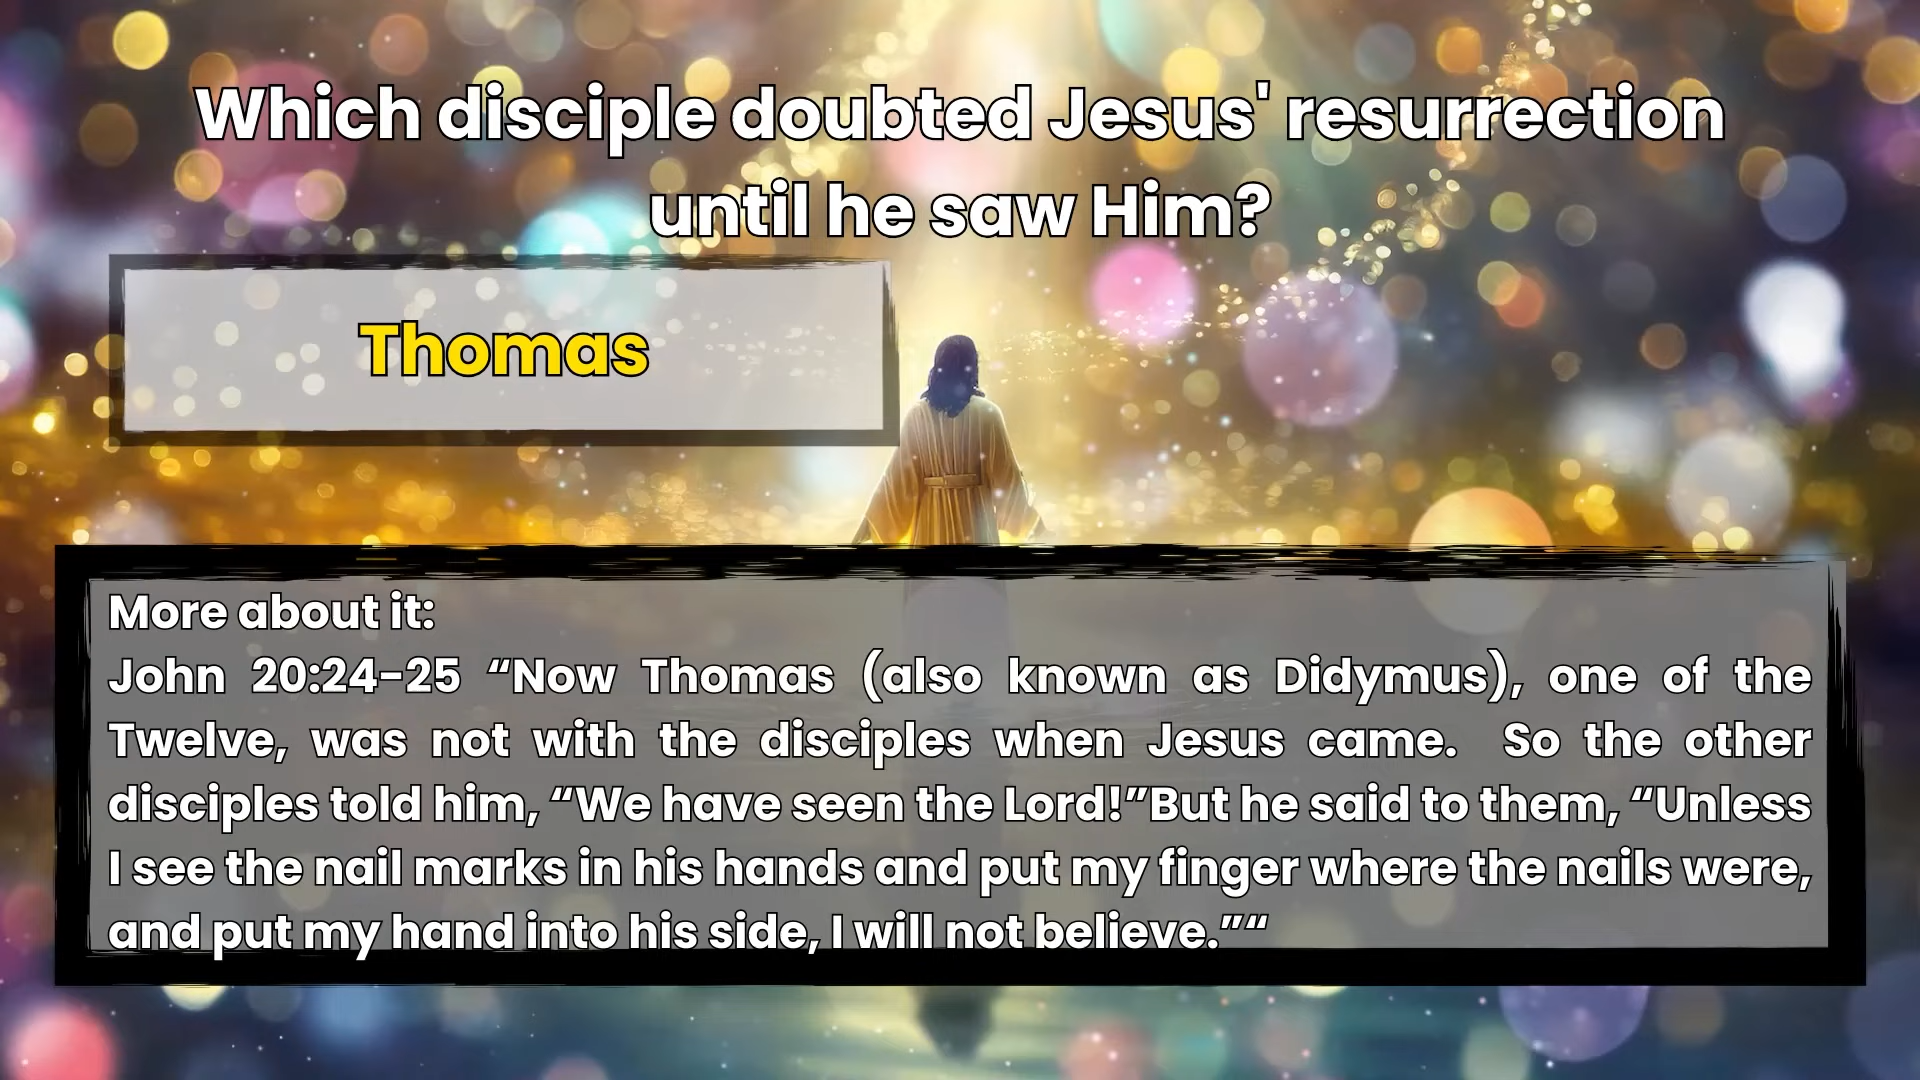 Which disciple doubted Jesus' resurrection
until he saw Him?
Thomas
More about it:
John 20:24-25 “Now Thomas (also known as Didymus), one of the
Twelve, was not with the disciples when Jesus came.  So the other
disciples told him, “We have seen the Lord!”But he said to them, “Unless
I see the nail marks in his hands and put my finger where the nails were,
and put my hand into his side, I will not believe.”“